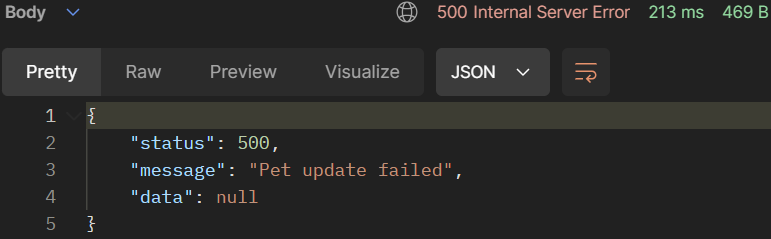 Body 500 Internal Server Error 213 ms 469 B
Pretty Raw Preview Visualize JSON
1 {
2 "status": 500,
3 "message": "Pet update failed",
4 "data": null
5 }